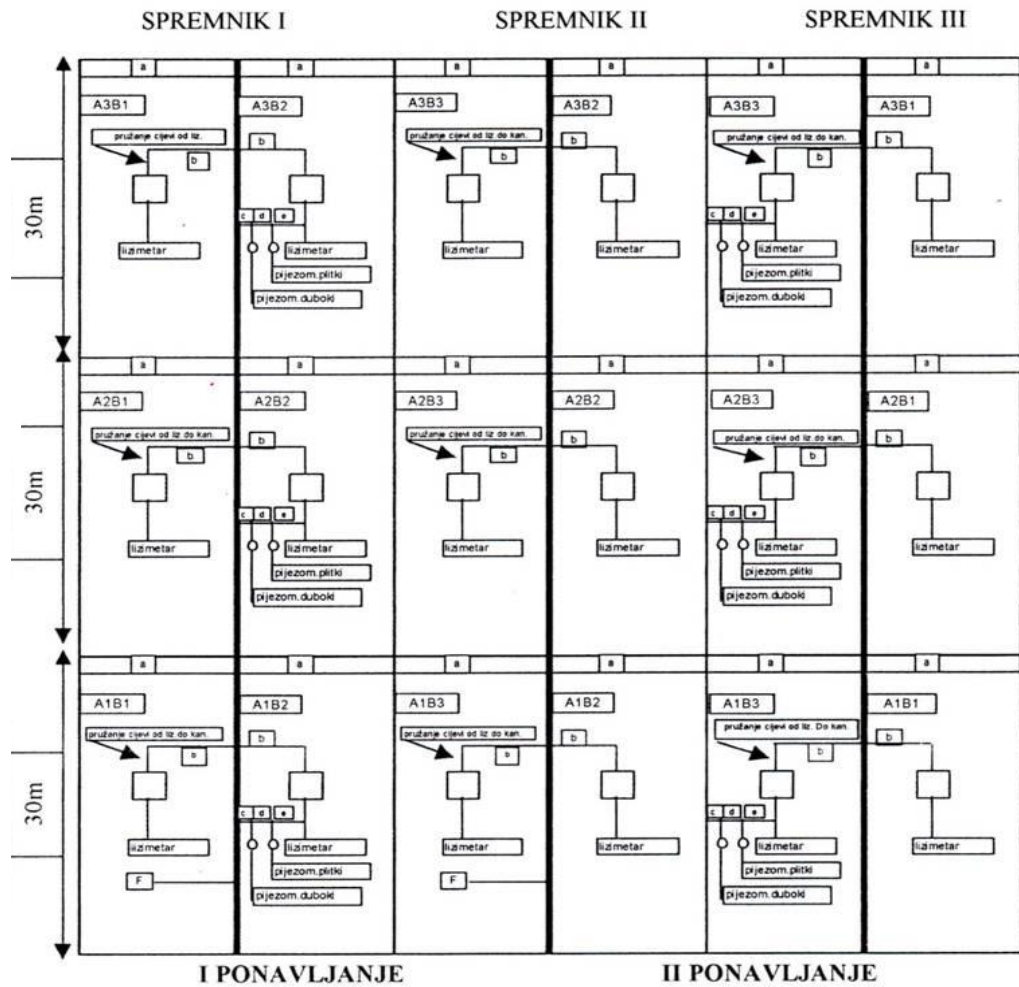 SPREMNIK I SPREMNIK II SPREMNIK III
a a a a a a
A3B1 A3B2 A3B3 A3B2 A3B3 A3B1
pružanje cijevi od liz. pružanje cijevi od liz.do kan. pružanje cijevi od liz.do kan.
b b b b b b
30m
c d e c d e
lizimetar lizimetar lizimetar lizimetar lizimetar lizimetar
pijezom.plitki pijezom.plitki
pijezom.duboki pijezom.duboki
a a a a a a
A2B1 A2B2 A2B3 A2B2 A2B3 A2B1
pružanje cijevi od liz do kan. pružanje cijevi od liz.do kan. pružanje cijevi od liz do kan.
b b b b b b
30m
c d e c d e
lizimetar lizimetar lizimetar lizimetar lizimetar lizimetar
pijezom.plitki pijezom.plitki
pijezom.duboki pijezom.duboki
a a a a a a
A1B1 A1B2 A1B3 A1B2 A1B3 A1B1
pružanje cijevi od liz.do kan. pružanje cijevi od liz.do kan. pružanje cijevi od liz. Do kan.
b b b b b
30m
c d e c d e
lizimetar lizimetar lizimetar lizimetar lizimetar lizimetar
pijezom.plitki pijezom.plitki
F F
pijezom.duboki pijezom.duboki
I PONAVLJANJE II PONAVLJANJE